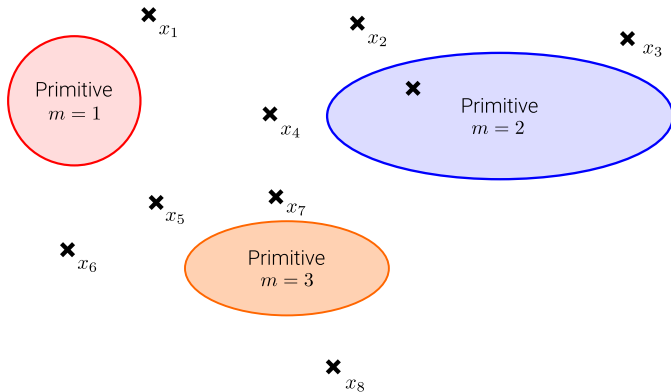 x₁
x₂
x₃
Primitive
m = 1
Primitive
m = 2
x₄
x₅
x₇
x₆
Primitive
m = 3
x₈